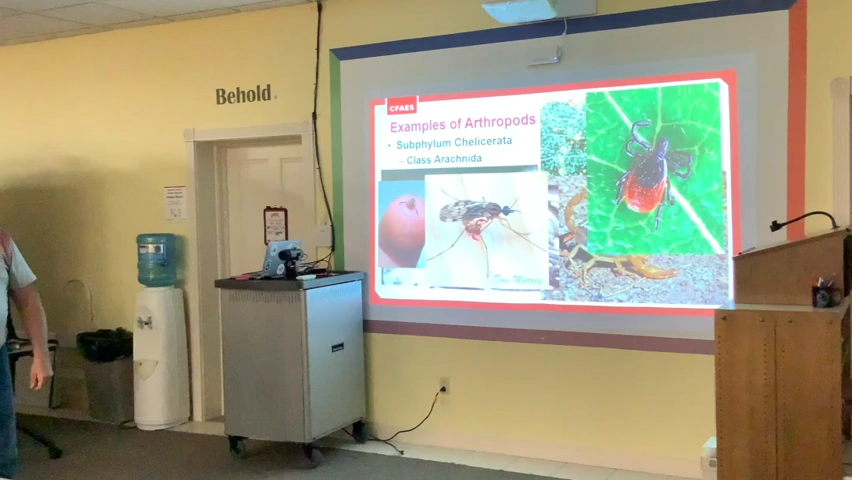 Behold.
CFAES
Examples of Arthropods
• Subphylum Chelicerata
– Class Arachnida